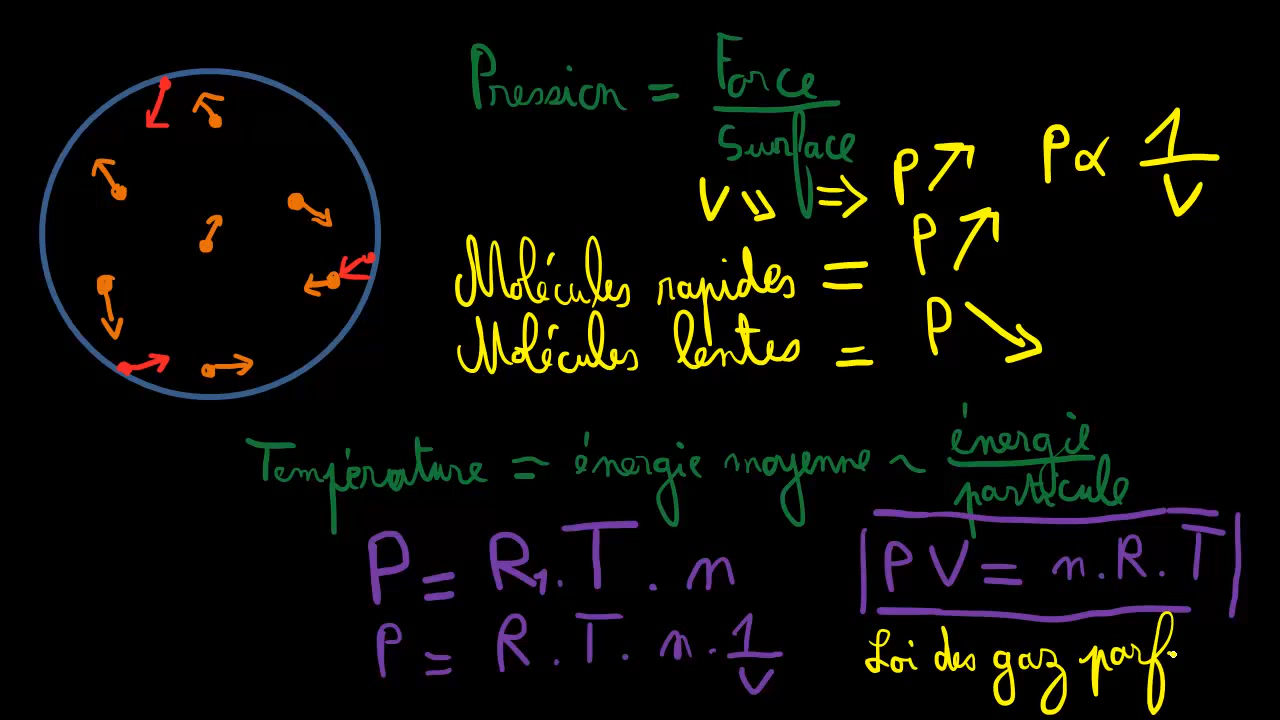 Pression = Force / Surface
V ↘↘ ⇒ P ↗ P ∝ 1/V
Molécules rapides = P ↗
Molécules lentes = P ↘
Température = énergie moyenne ~ énergie / particule
P = R₁ . T . n
P = R . T . n . 1/V
PV = n . R . T
Loi des gaz parf